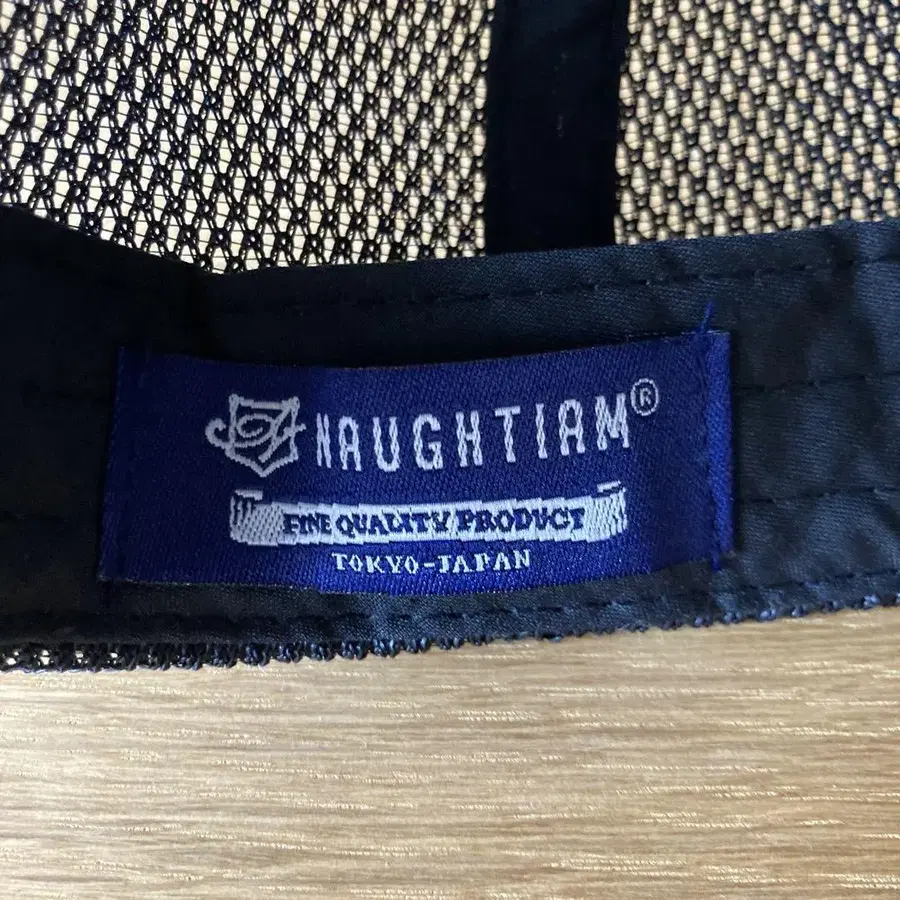 NAUGHTIAM®
FINE QUALITY PRODUCT
TOKYO-JAPAN